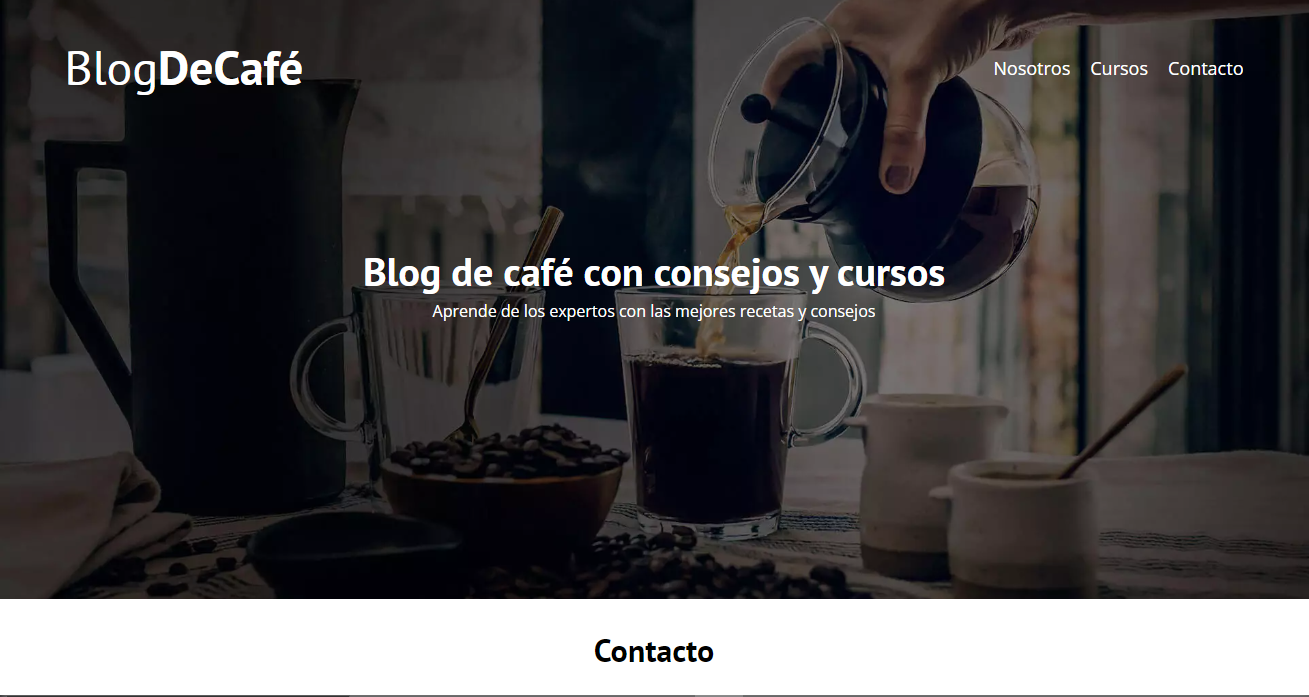 BlogDeCafé
Nosotros Cursos Contacto
Blog de café con consejos y cursos
Aprende de los expertos con las mejores recetas y consejos
Contacto